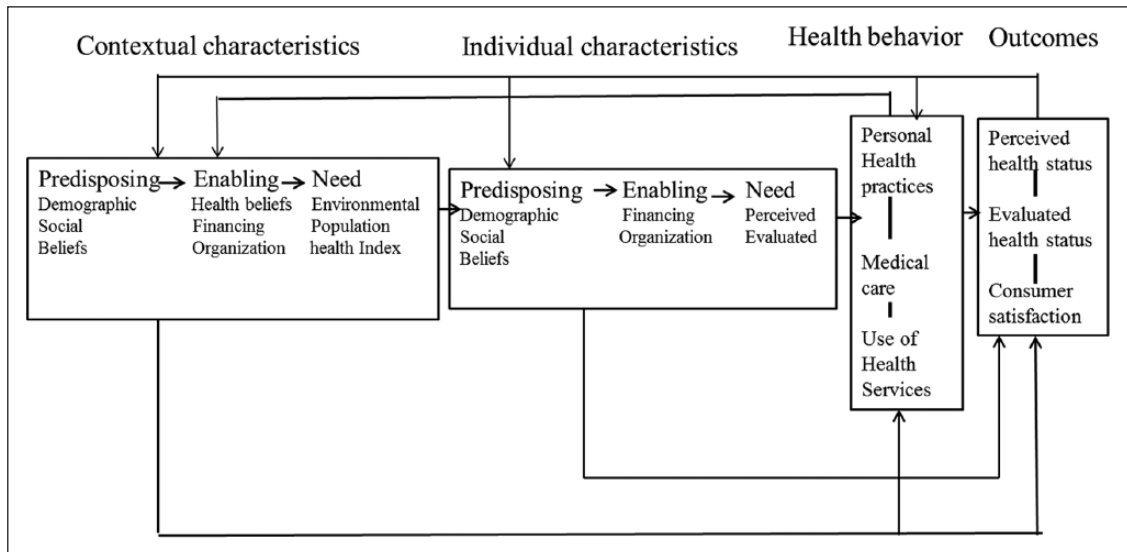 Contextual characteristics
Individual characteristics
Health behavior
Outcomes
Predisposing
Demographic
Social
Beliefs
Enabling
Health beliefs
Financing
Organization
Need
Environmental
Population
health Index
Predisposing
Demographic
Social
Beliefs
Enabling
Financing
Organization
Need
Perceived
Evaluated
Personal
Health
practices
Medical
care
Use of
Health
Services
Perceived
health status
Evaluated
health status
Consumer
satisfaction